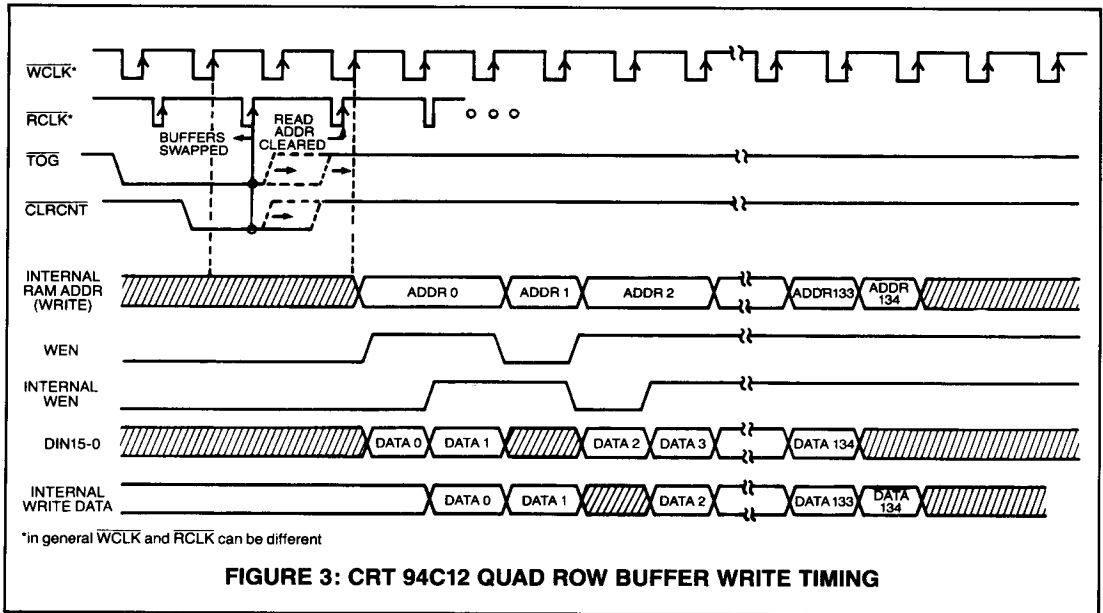 WCLK*
RCLK*
BUFFERS SWAPPED
READ ADDR CLEARED
TOG
CLRCNT
INTERNAL RAM ADDR (WRITE)
ADDR 0 ADDR 1 ADDR 2 ADDR133 ADDR 134
WEN
INTERNAL WEN
DIN15-0
DATA 0 DATA 1 DATA 2 DATA 3 DATA 134
INTERNAL WRITE DATA
DATA 0 DATA 1 DATA 2 DATA 133 DATA 134
*in general WCLK and RCLK can be different
FIGURE 3: CRT 94C12 QUAD ROW BUFFER WRITE TIMING